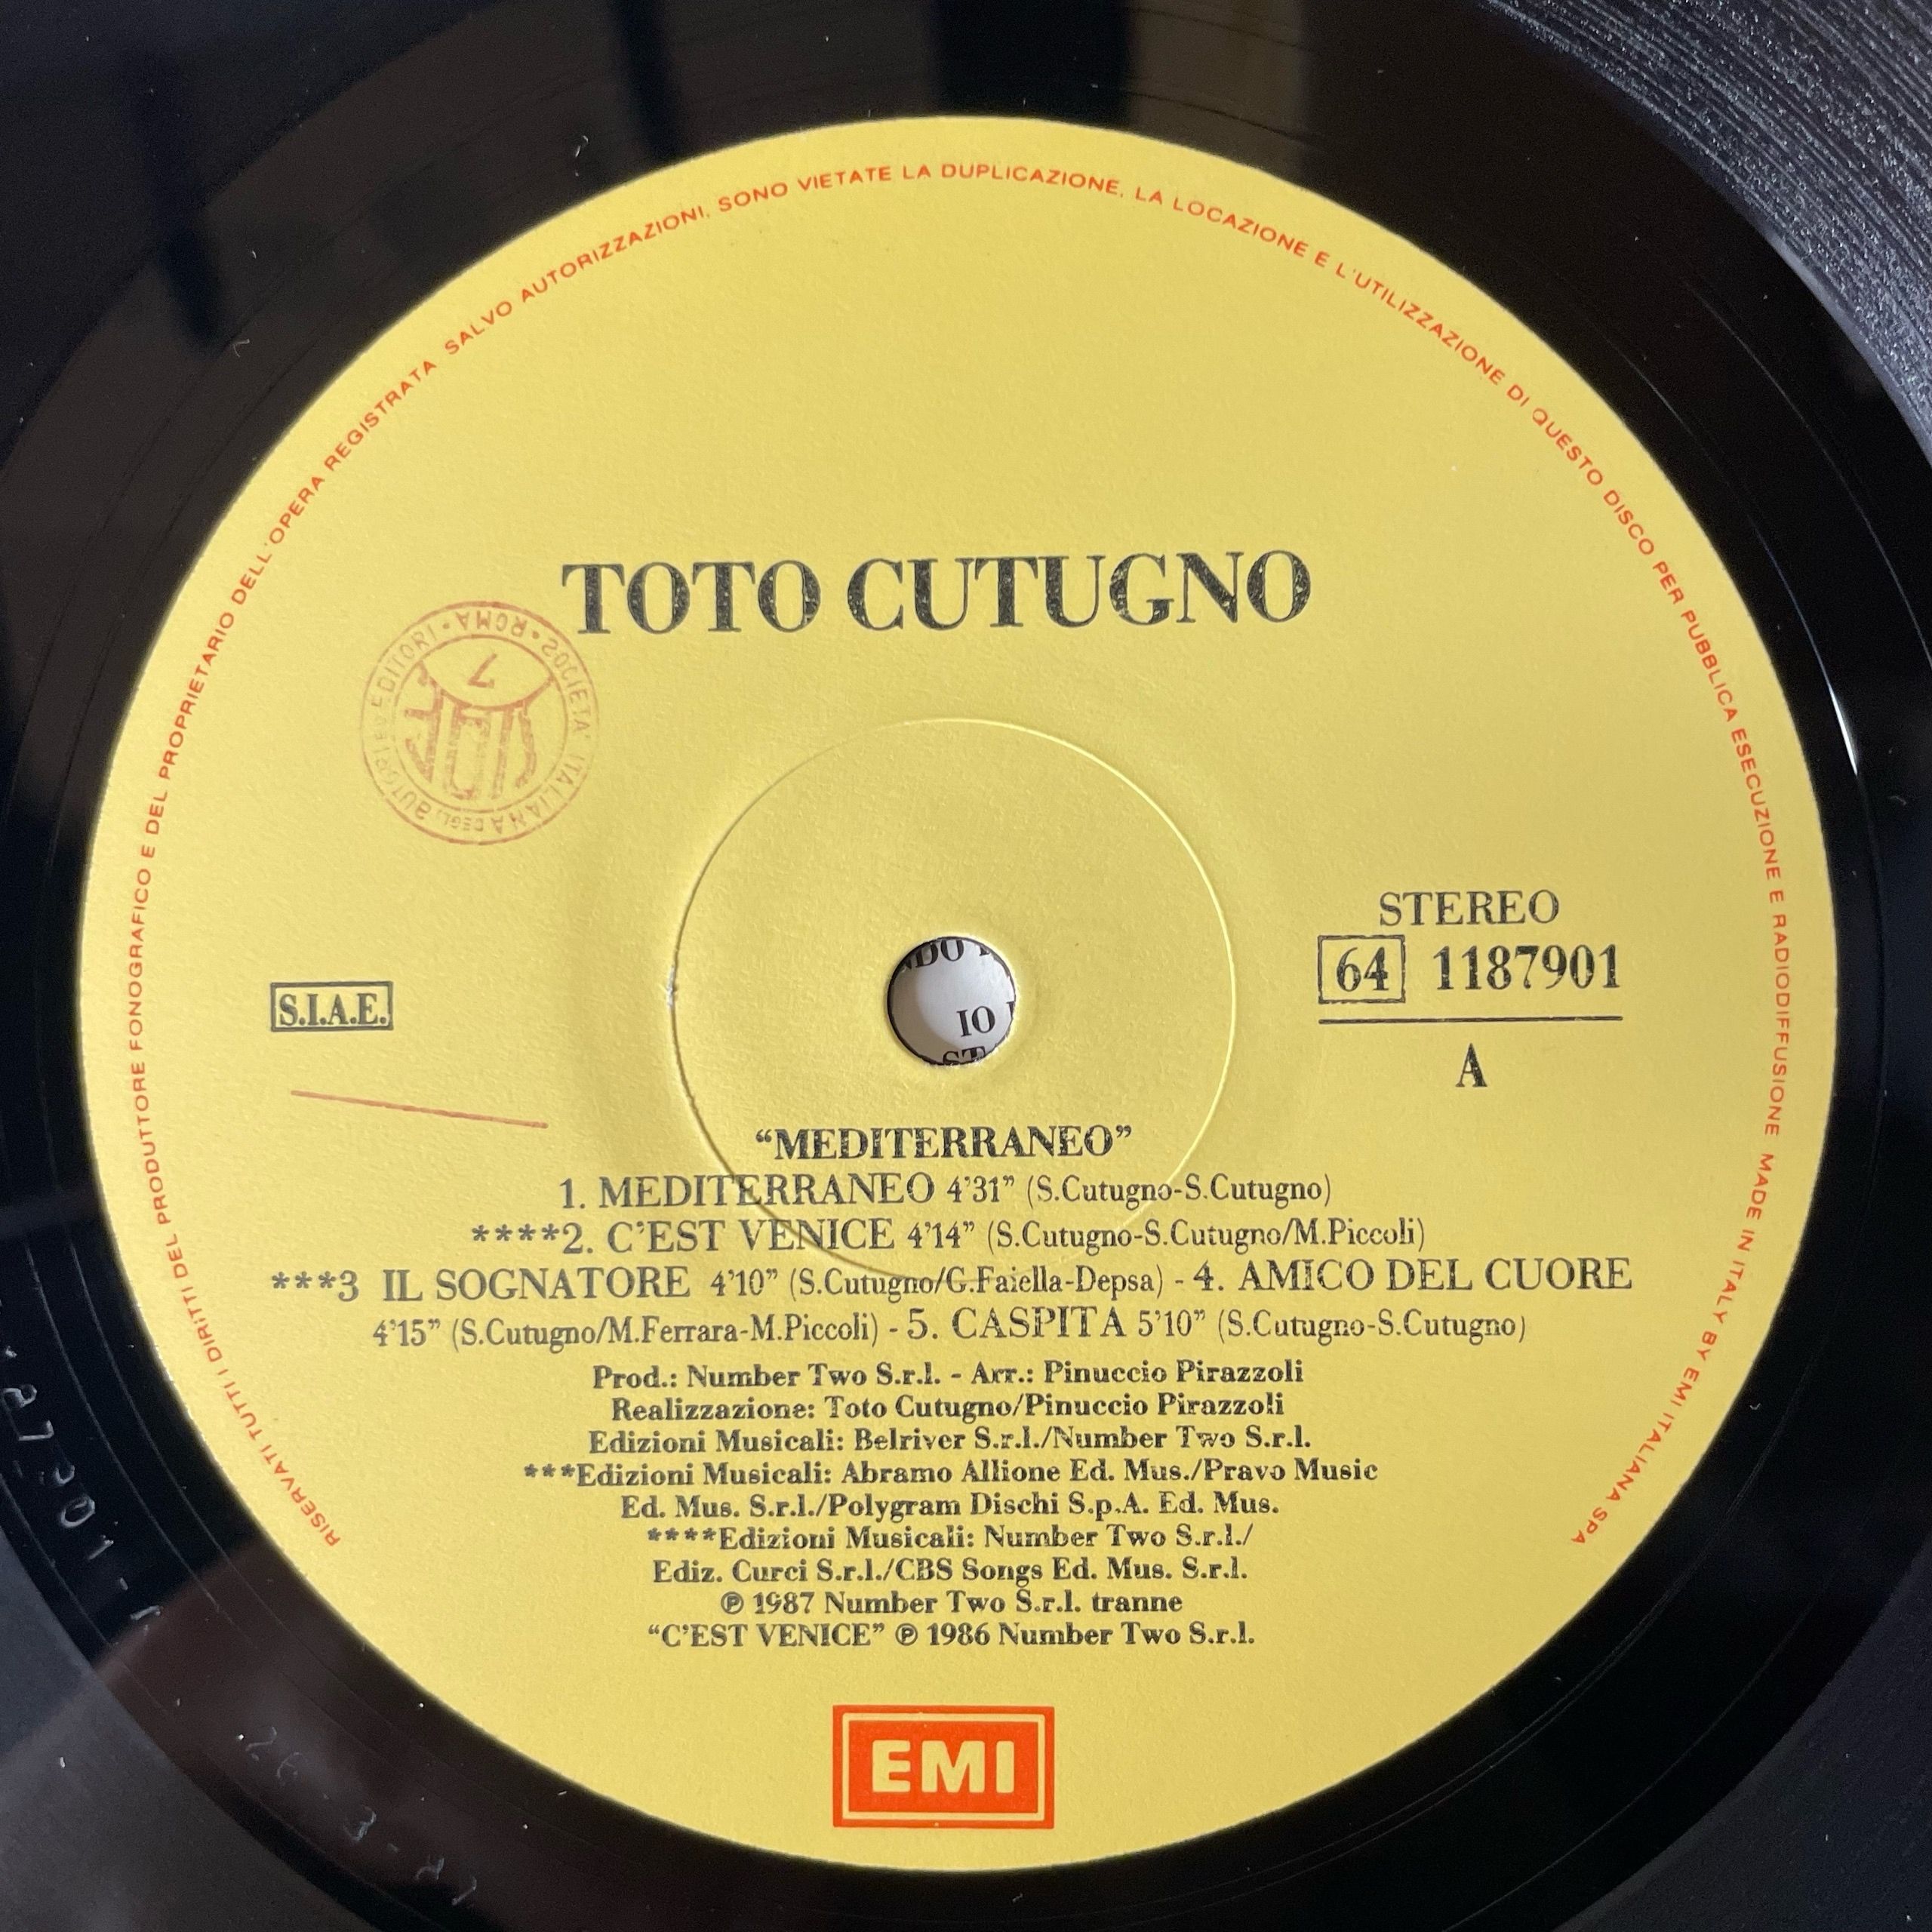 RISERVATI TUTTI I DIRITTI DEL PRODUTTORE FONOGRAFICO E DEL PROPRIETARIO DELL'OPERA REGISTRATA SALVO AUTORIZZAZIONI, SONO VIETATE LA DUPLICAZIONE, LA LOCAZIONE E L'UTILIZZAZIONE DI QUESTO DISCO PER PUBBLICA ESECUZIONE E RADIODIFFUSIONE MADE IN ITALY BY EMI ITALIANA SPA
TOTO CUTUGNO
SOCIETA' ITALIANA DEGLI AUTORI ED EDITORI • ROMA •
SIAE
7
STEREO
64 1187901
A
S.I.A.E.
NDO
IO
ST
“MEDITERRANEO”
1. MEDITERRANEO 4’31” (S.Cutugno-S.Cutugno)
****2. C’EST VENICE 4’14” (S.Cutugno-S.Cutugno/M.Piccoli)
***3 IL SOGNATORE 4’10” (S.Cutugno/G.Faiella-Depsa) - 4. AMICO DEL CUORE
4’15” (S.Cutugno/M.Ferrara-M.Piccoli) - 5. CASPITA 5’10” (S.Cutugno-S.Cutugno)
Prod.: Number Two S.r.l. - Arr.: Pinuccio Pirazzoli
Realizzazione: Toto Cutugno/Pinuccio Pirazzoli
Edizioni Musicali: Belriver S.r.l./Number Two S.r.l.
***Edizioni Musicali: Abramo Allione Ed. Mus./Pravo Music
Ed. Mus. S.r.l./Polygram Dischi S.p.A. Ed. Mus.
****Edizioni Musicali: Number Two S.r.l./
Ediz. Curci S.r.l./CBS Songs Ed. Mus. S.r.l.
℗ 1987 Number Two S.r.l. tranne
“C’EST VENICE” ℗ 1986 Number Two S.r.l.
EMI